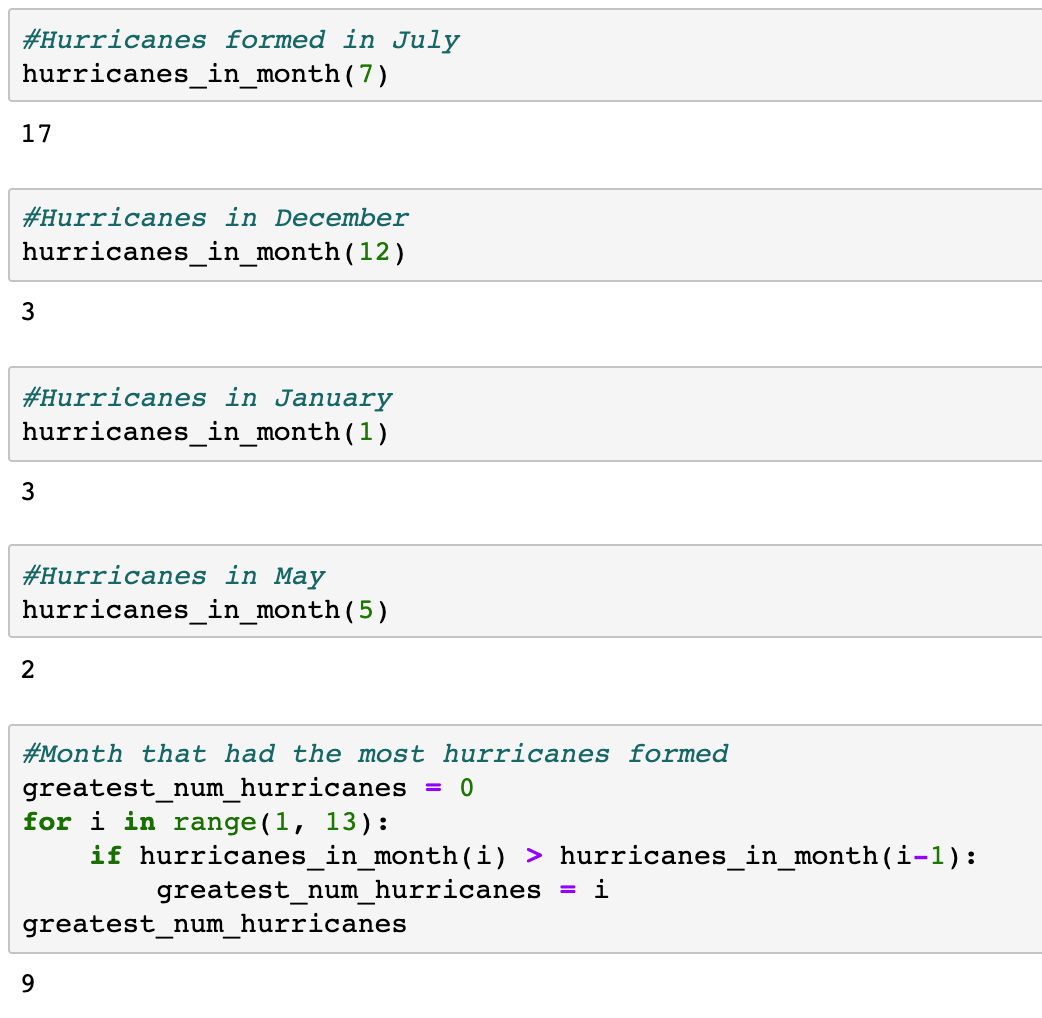 #Hurricanes formed in July
hurricanes_in_month(7)
17
#Hurricanes in December
hurricanes_in_month(12)
3
#Hurricanes in January
hurricanes_in_month(1)
3
#Hurricanes in May
hurricanes_in_month(5)
2
#Month that had the most hurricanes formed
greatest_num_hurricanes = 0
for i in range(1, 13):
    if hurricanes_in_month(i) > hurricanes_in_month(i-1):
        greatest_num_hurricanes = i
greatest_num_hurricanes
9